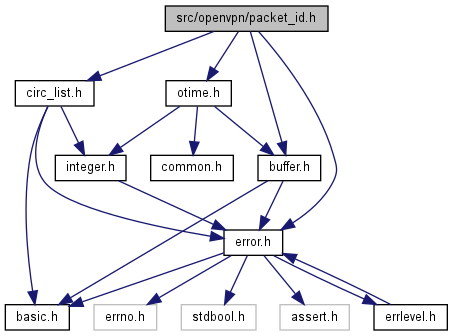 src/openvpn/packet_id.h
circ_list.h
otime.h
integer.h
common.h
buffer.h
error.h
basic.h
errno.h
stdbool.h
assert.h
errlevel.h